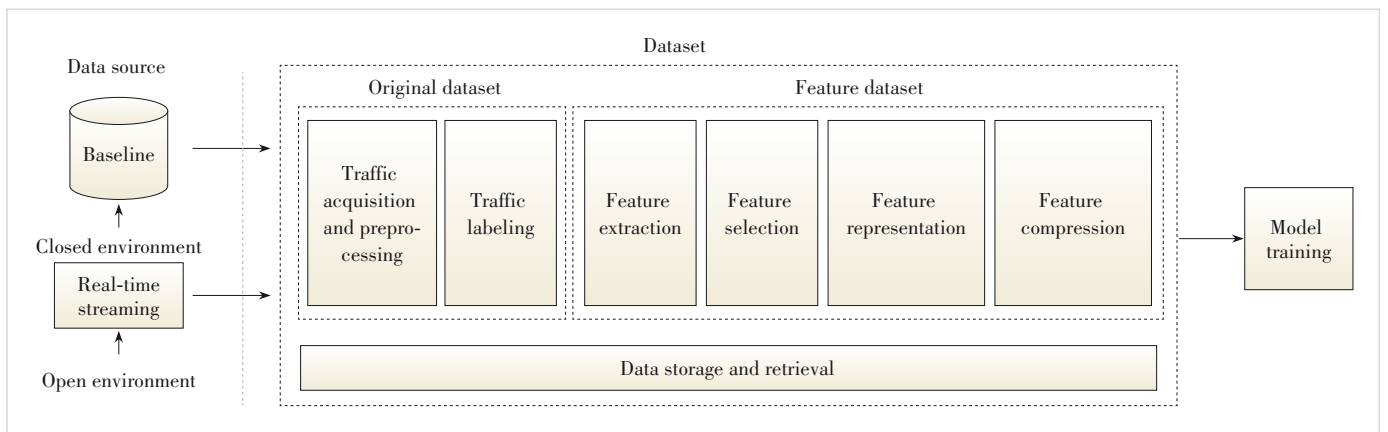 Dataset
Data source
Original dataset
Feature dataset
Baseline
Closed environment
Real-time
streaming
Open environment
Traffic
acquisition
and prepro-
cessing
Traffic
labeling
Feature
extraction
Feature
selection
Feature
representation
Feature
compression
Data storage and retrieval
Model
training